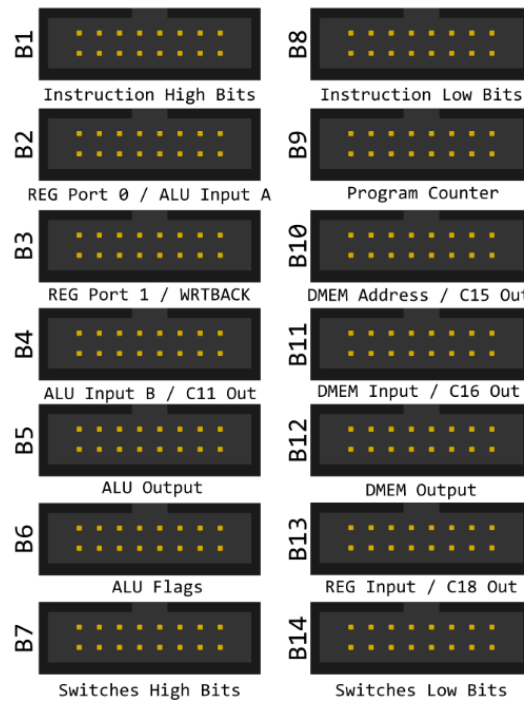 B1
Instruction High Bits
B8
Instruction Low Bits
B2
REG Port 0 / ALU Input A
B9
Program Counter
B3
REG Port 1 / WRTBACK
B10
DMEM Address / C15 Out
B4
ALU Input B / C11 Out
B11
DMEM Input / C16 Out
B5
ALU Output
B12
DMEM Output
B6
ALU Flags
B13
REG Input / C18 Out
B7
Switches High Bits
B14
Switches Low Bits